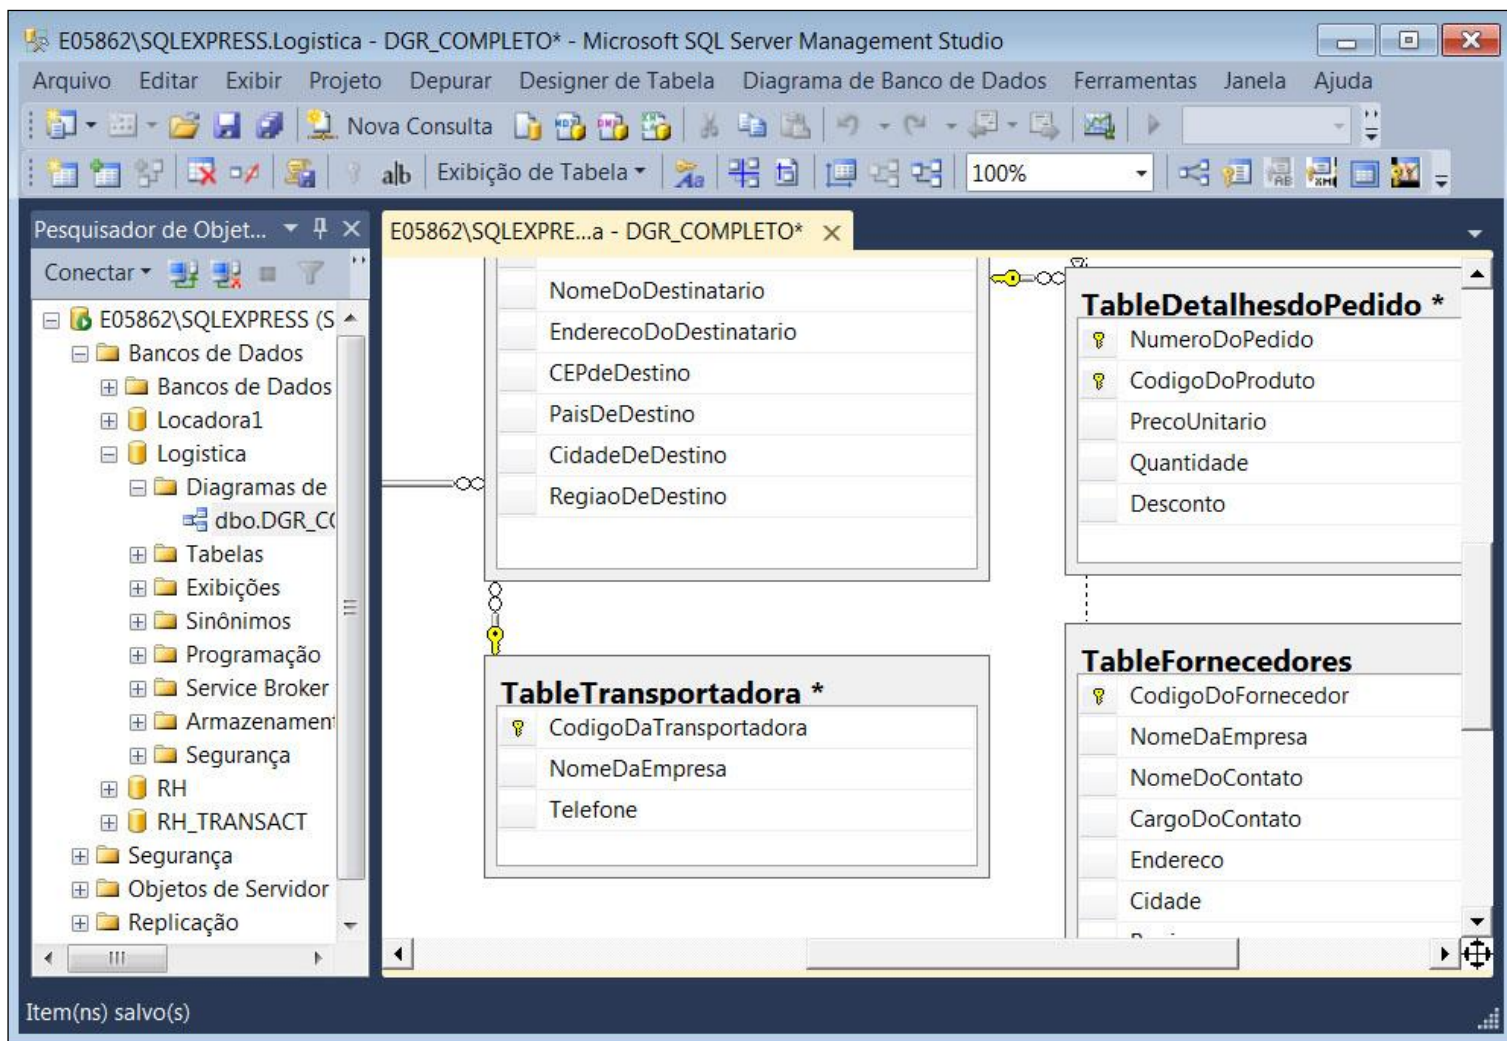 E05862\SQLEXPRESS.Logistica - DGR_COMPLETO* - Microsoft SQL Server Management Studio
Arquivo Editar Exibir Projeto Depurar Designer de Tabela Diagrama de Banco de Dados Ferramentas Janela Ajuda
Nova Consulta
Exibição de Tabela 100%
Pesquisador de Objet...
Conectar
E05862\SQLEXPRESS (S
Bancos de Dados
Bancos de Dados
Locadora1
Logistica
Diagramas de
dbo.DGR_C
Tabelas
Exibições
Sinônimos
Programação
Service Broker
Armazenamen
Segurança
RH
RH_TRANSACT
Segurança
Objetos de Servidor
Replicação
E05862\SQLEXPRE...a - DGR_COMPLETO*
NomeDoDestinatario
EnderecoDoDestinatario
CEPdeDestino
PaisDeDestino
CidadeDeDestino
RegiaoDeDestino
TableTransportadora *
CodigoDaTransportadora
NomeDaEmpresa
Telefone
TableDetalhesdoPedido *
NumeroDoPedido
CodigoDoProduto
PrecoUnitario
Quantidade
Desconto
TableFornecedores
CodigoDoFornecedor
NomeDaEmpresa
NomeDoContato
CargoDoContato
Endereco
Cidade
Item(ns) salvo(s)